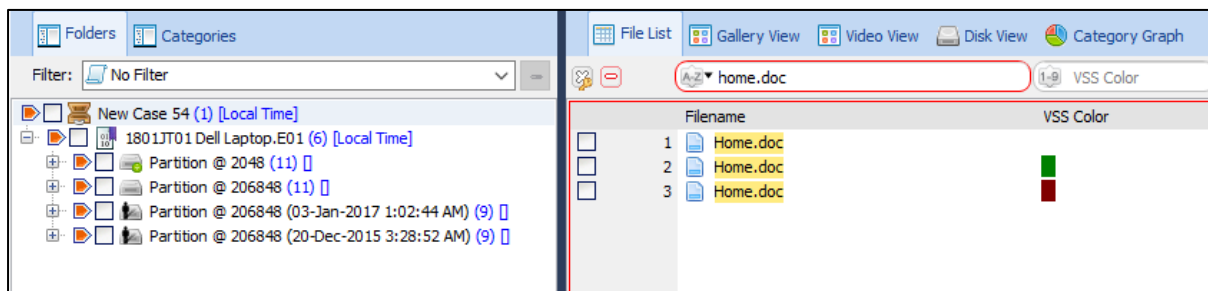 Folders Categories
Filter: No Filter
New Case 54 (1) [Local Time]
1801JT01 Dell Laptop.E01 (6) [Local Time]
Partition @ 2048 (11) []
Partition @ 206848 (11) []
Partition @ 206848 (03-Jan-2017 1:02:44 AM) (9) []
Partition @ 206848 (20-Dec-2015 3:28:52 AM) (9) []
File List Gallery View Video View Disk View Category Graph
A-Z home.doc 1-9 VSS Color
Filename VSS Color
1 Home.doc
2 Home.doc
3 Home.doc